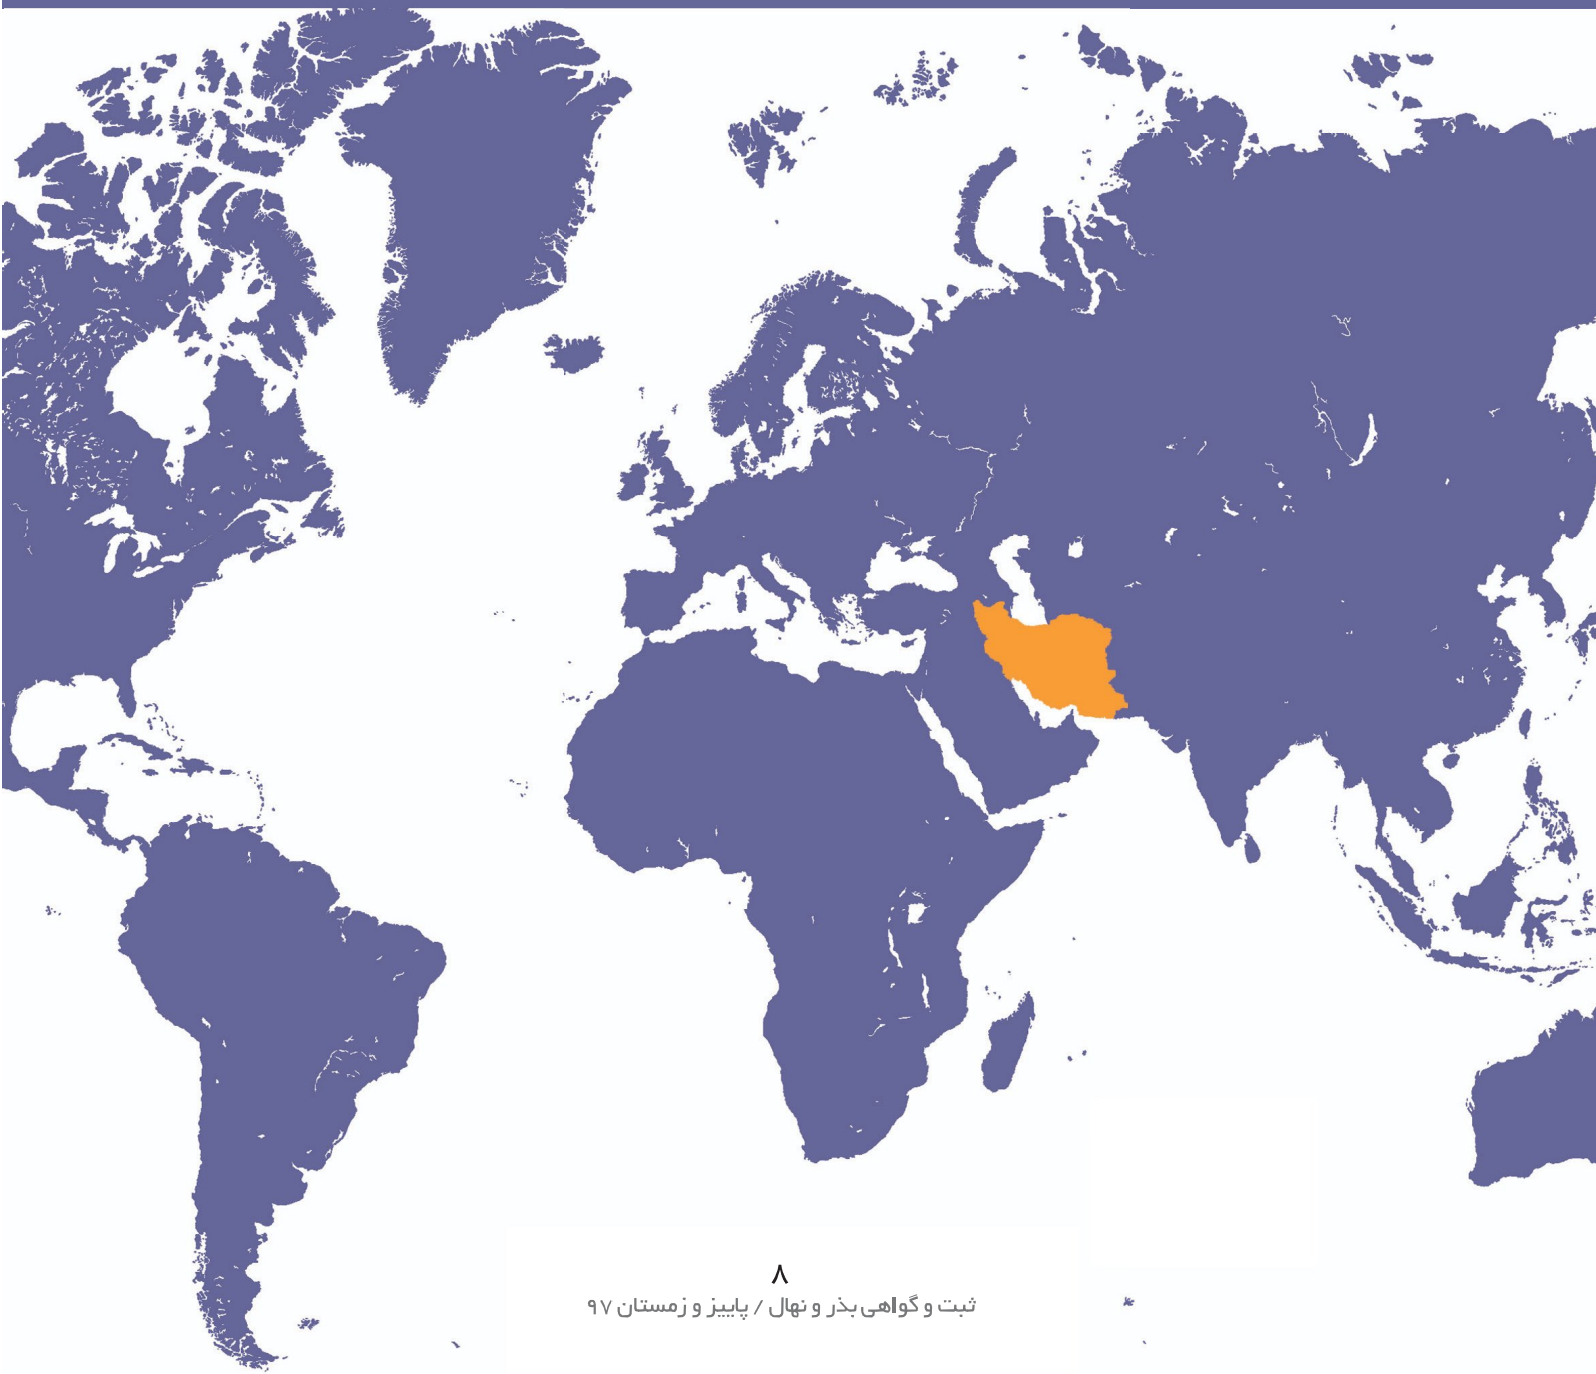 ۸
ثبت و گواهی بذر و نهال / پاییز و زمستان ۹۷